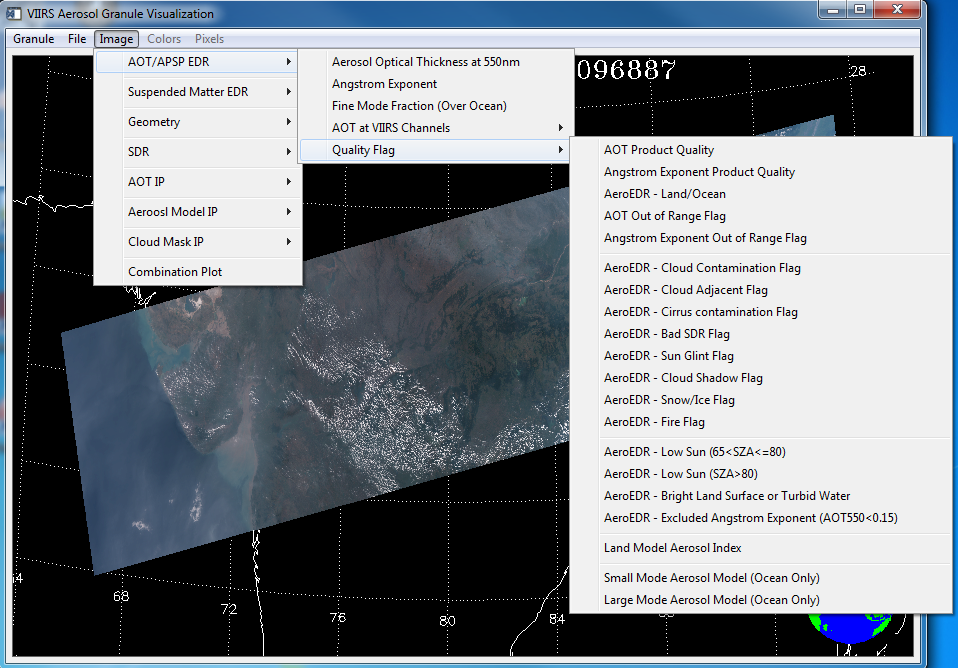 VIIRS Aerosol Granule Visualization
Granule File Image Colors Pixels
AOT/APSP EDR
Suspended Matter EDR
Geometry
SDR
AOT IP
Aeroosl Model IP
Cloud Mask IP
Combination Plot
Aerosol Optical Thickness at 550nm
Angstrom Exponent
Fine Mode Fraction (Over Ocean)
AOT at VIIRS Channels
Quality Flag
AOT Product Quality
Angstrom Exponent Product Quality
AeroEDR - Land/Ocean
AOT Out of Range Flag
Angstrom Exponent Out of Range Flag
AeroEDR - Cloud Contamination Flag
AeroEDR - Cloud Adjacent Flag
AeroEDR - Cirrus contamination Flag
AeroEDR - Bad SDR Flag
AeroEDR - Sun Glint Flag
AeroEDR - Cloud Shadow Flag
AeroEDR - Snow/Ice Flag
AeroEDR - Fire Flag
AeroEDR - Low Sun (65<SZA<=80)
AeroEDR - Low Sun (SZA>80)
AeroEDR - Bright Land Surface or Turbid Water
AeroEDR - Excluded Angstrom Exponent (AOT550<0.15)
Land Model Aerosol Index
Small Mode Aerosol Model (Ocean Only)
Large Mode Aerosol Model (Ocean Only)
096887
28
68
72
76
80
84